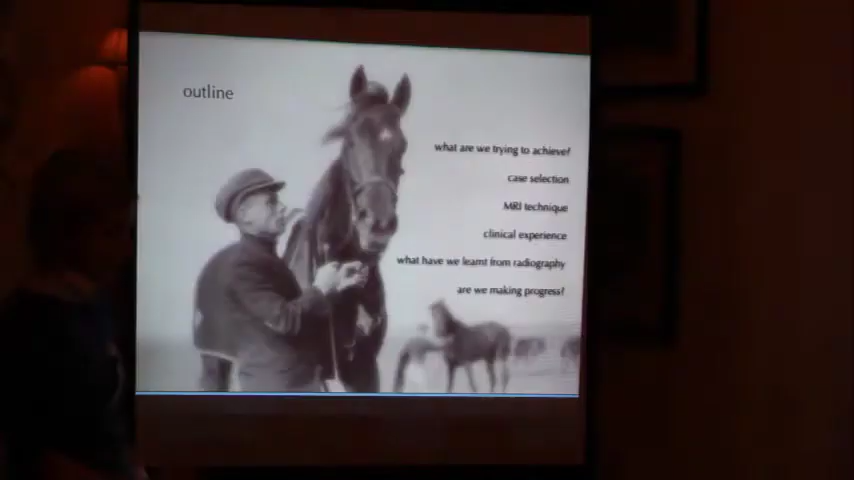 outline
what are we trying to achieve?
case selection
MRI technique
clinical experience
what have we learnt from radiography
are we making progress?